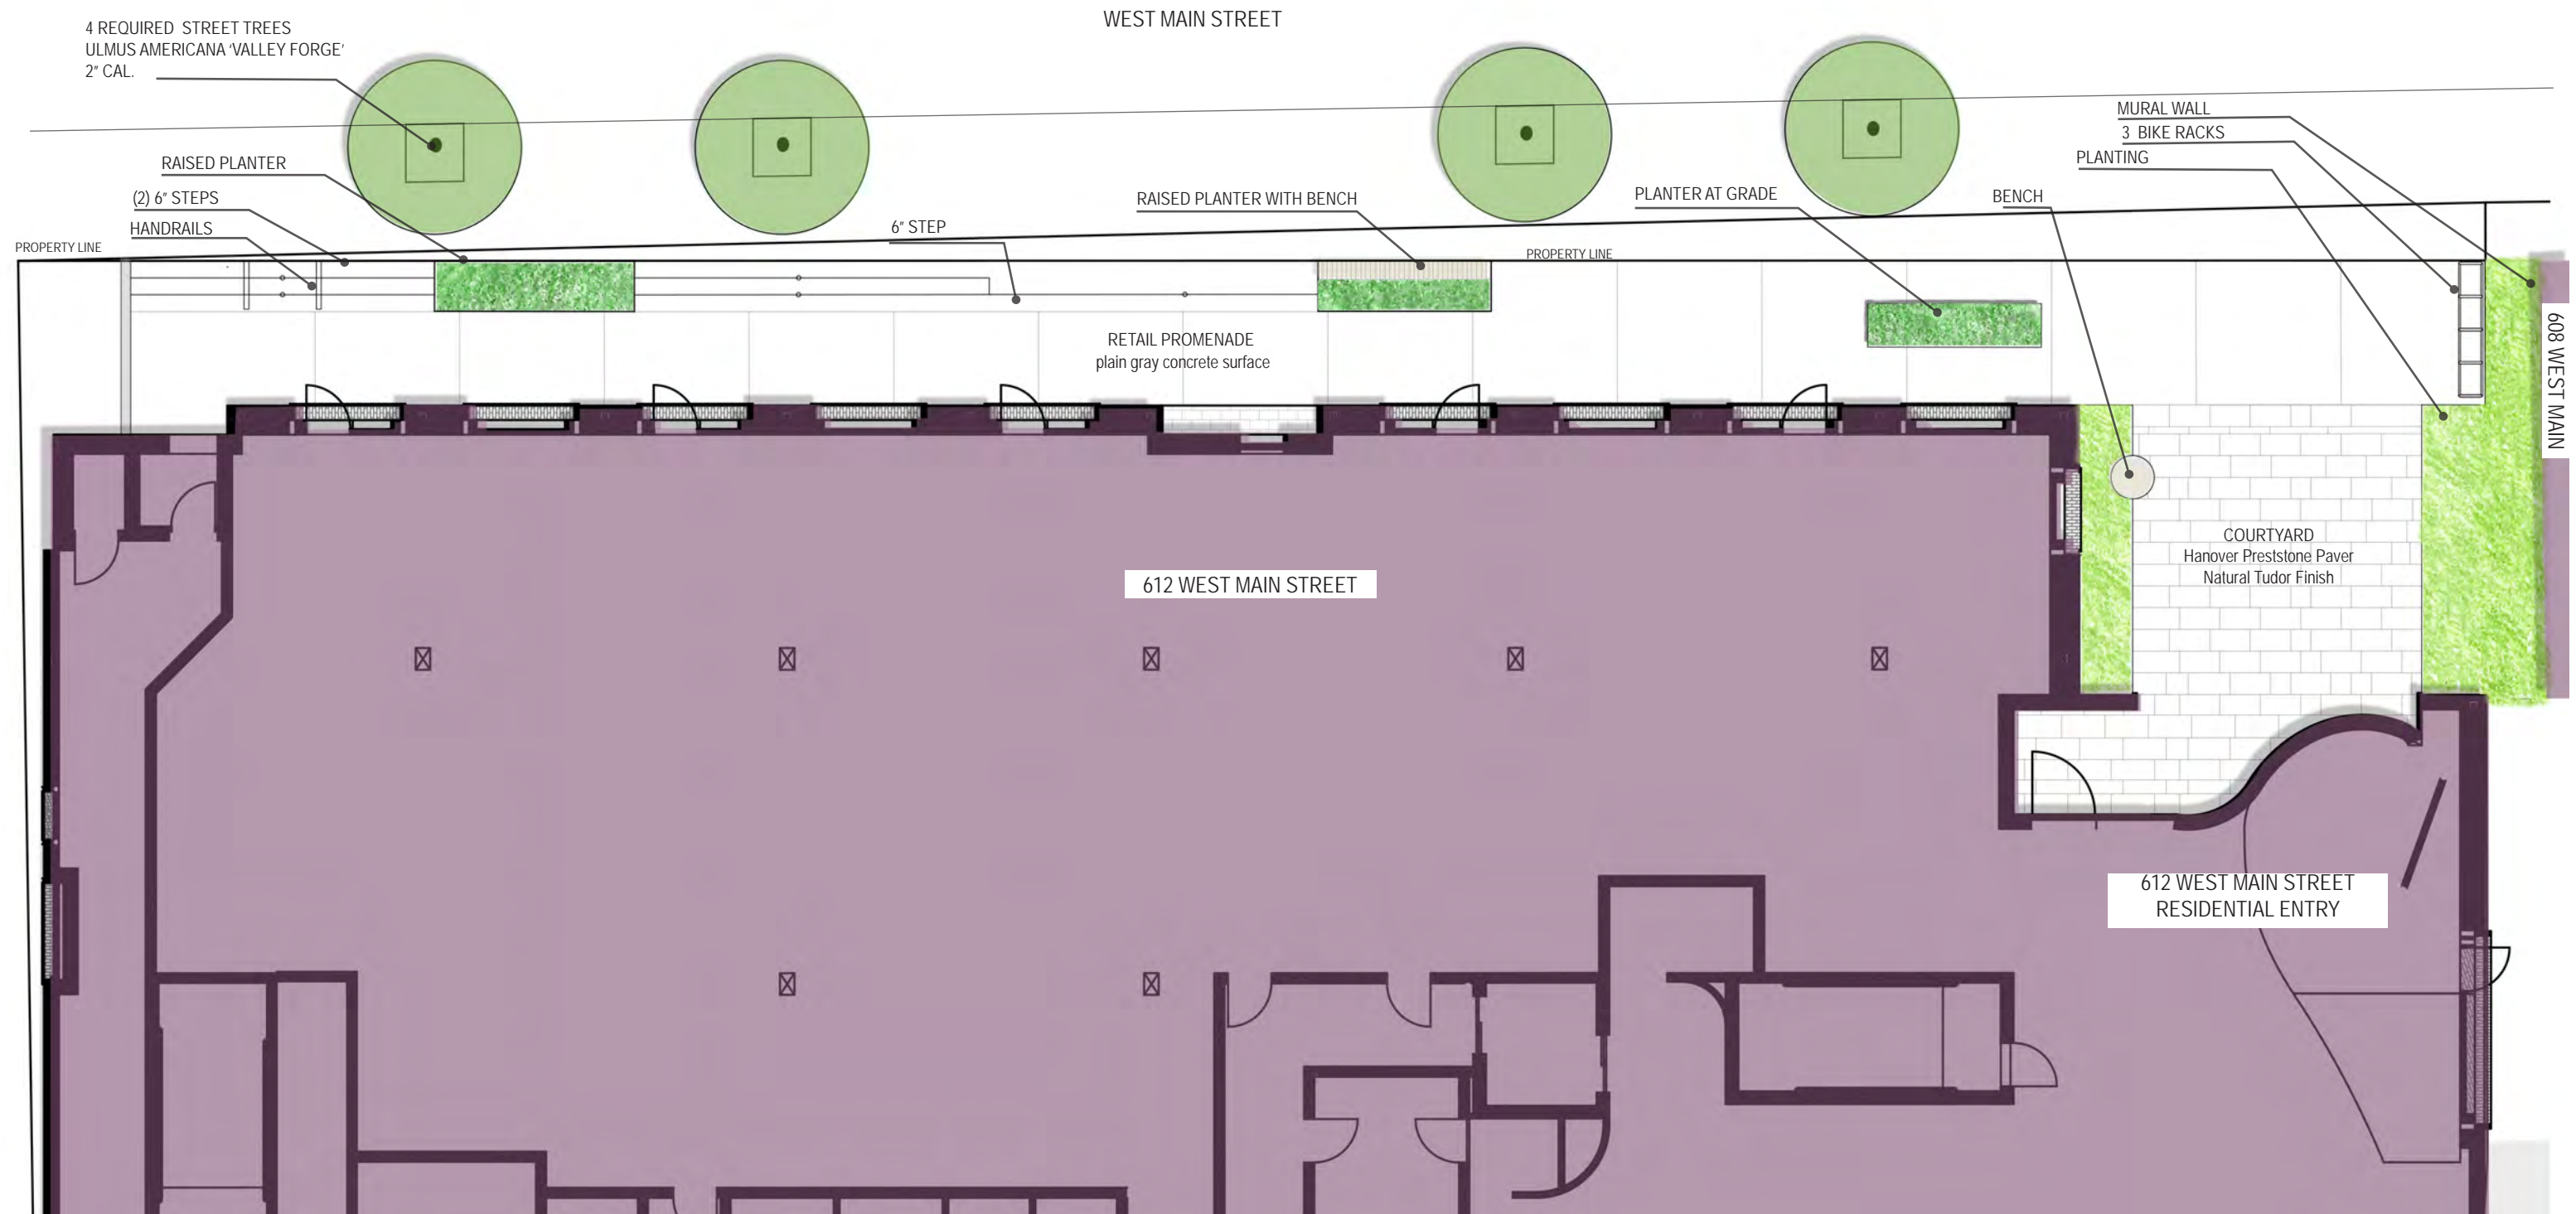 WEST MAIN STREET
4 REQUIRED STREET TREES
ULMUS AMERICANA 'VALLEY FORGE'
2" CAL.
RAISED PLANTER
(2) 6" STEPS
HANDRAILS
PROPERTY LINE
6" STEP
RAISED PLANTER WITH BENCH
PROPERTY LINE
PLANTER AT GRADE
BENCH
MURAL WALL
3 BIKE RACKS
PLANTING
608 WEST MAIN
RETAIL PROMENADE
plain gray concrete surface
COURTYARD
Hanover Preststone Paver
Natural Tudor Finish
612 WEST MAIN STREET
612 WEST MAIN STREET
RESIDENTIAL ENTRY